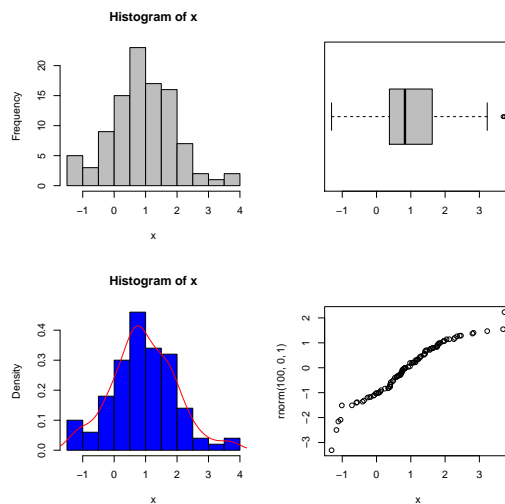 Histogram of x
Frequency
0 5 10 15 20
−1 0 1 2 3 4
x
−1 0 1 2 3
Histogram of x
Density
0.0 0.1 0.2 0.3 0.4
−1 0 1 2 3 4
x
rnorm(100, 0, 1)
−3 −2 −1 0 1 2
−1 0 1 2 3
x